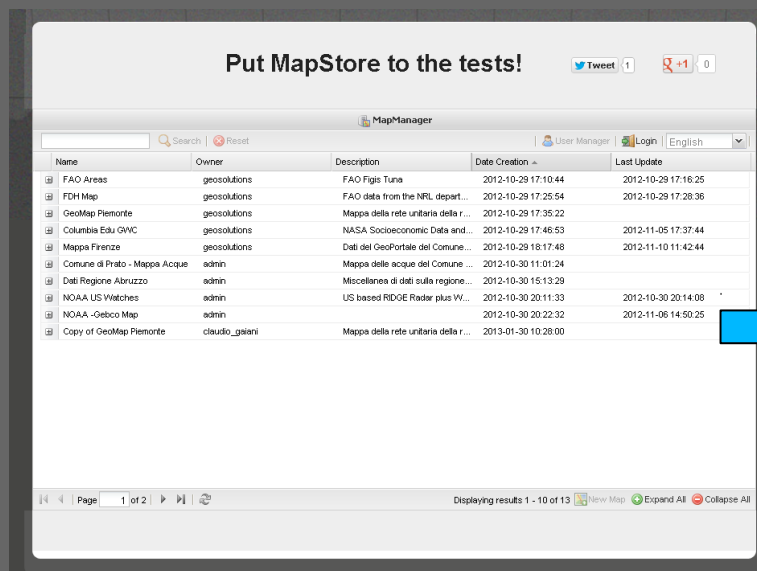 Put MapStore to the tests!
Tweet 1
+1 0
MapManager
Search Reset User Manager Login English
Name Owner Description Date Creation Last Update
FAO Areas geosolutions FAO Figis Tuna 2012-10-29 17:10:44 2012-10-29 17:16:25
FDH Map geosolutions FAO data from the NRL depart... 2012-10-29 17:25:54 2012-10-29 17:28:36
GeoMap Piemonte geosolutions Mappa della rete unitaria della r... 2012-10-29 17:35:22
Columbia Edu GWC geosolutions NASA Socioeconomic Data and... 2012-10-29 17:46:53 2012-11-05 17:37:44
Mappa Firenze geosolutions Dati del GeoPortale del Comune... 2012-10-29 18:17:48 2012-11-10 11:42:44
Comune di Prato - Mappa Acque admin Mappa delle acque del Comune ... 2012-10-30 11:01:24
Dati Regione Abruzzo admin Miscellanea di dati sulla regione... 2012-10-30 15:13:29
NOAA US Watches admin US based RIDGE Radar plus W... 2012-10-30 20:11:33 2012-10-30 20:14:08
NOAA -Gebco Map admin 2012-10-30 20:22:32 2012-11-06 14:50:25
Copy of GeoMap Piemonte claudio_gaiani Mappa della rete unitaria della r... 2013-01-30 10:28:00
Page 1 of 2 Displaying results 1 - 10 of 13 New Map Expand All Collapse All